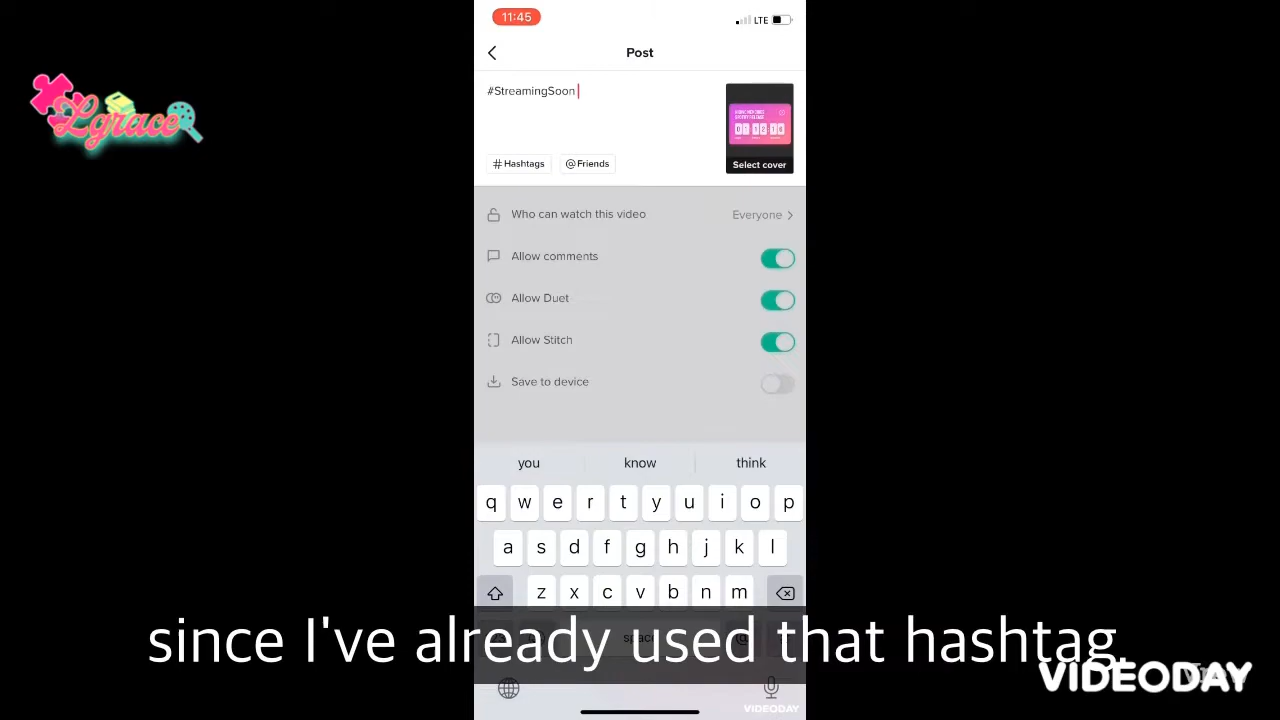 11:45
LTE
Post
#StreamingSoon
Lgrace
Select cover
# Hashtags
@ Friends
Who can watch this video
Everyone
Allow comments
Allow Duet
Allow Stitch
Save to device
you know think
q w e r t y u i o p
a s d f g h j k l
z x c v b n m
since I've already used that hashtag
VIDEODAY
VIDEODAY